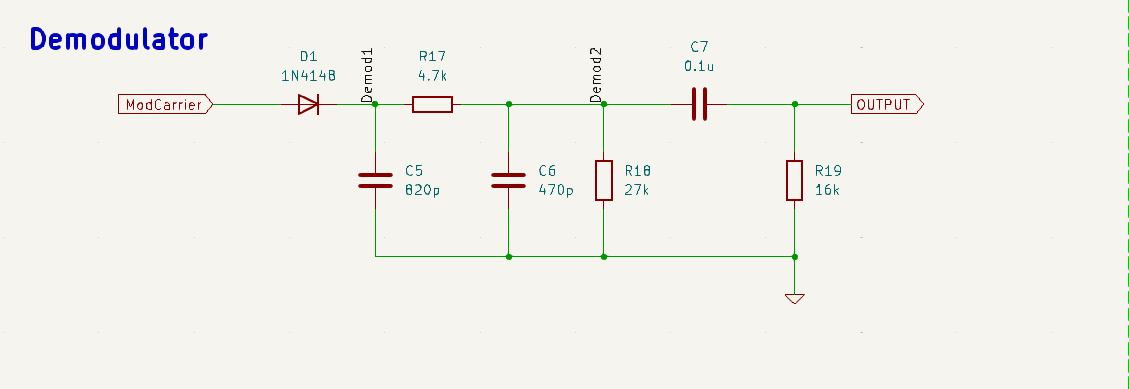 Demodulator
D1
1N4148
Demod1
R17
4.7k
Demod2
C7
0.1u
ModCarrier
OUTPUT
C5
820p
C6
470p
R18
27k
R19
16k